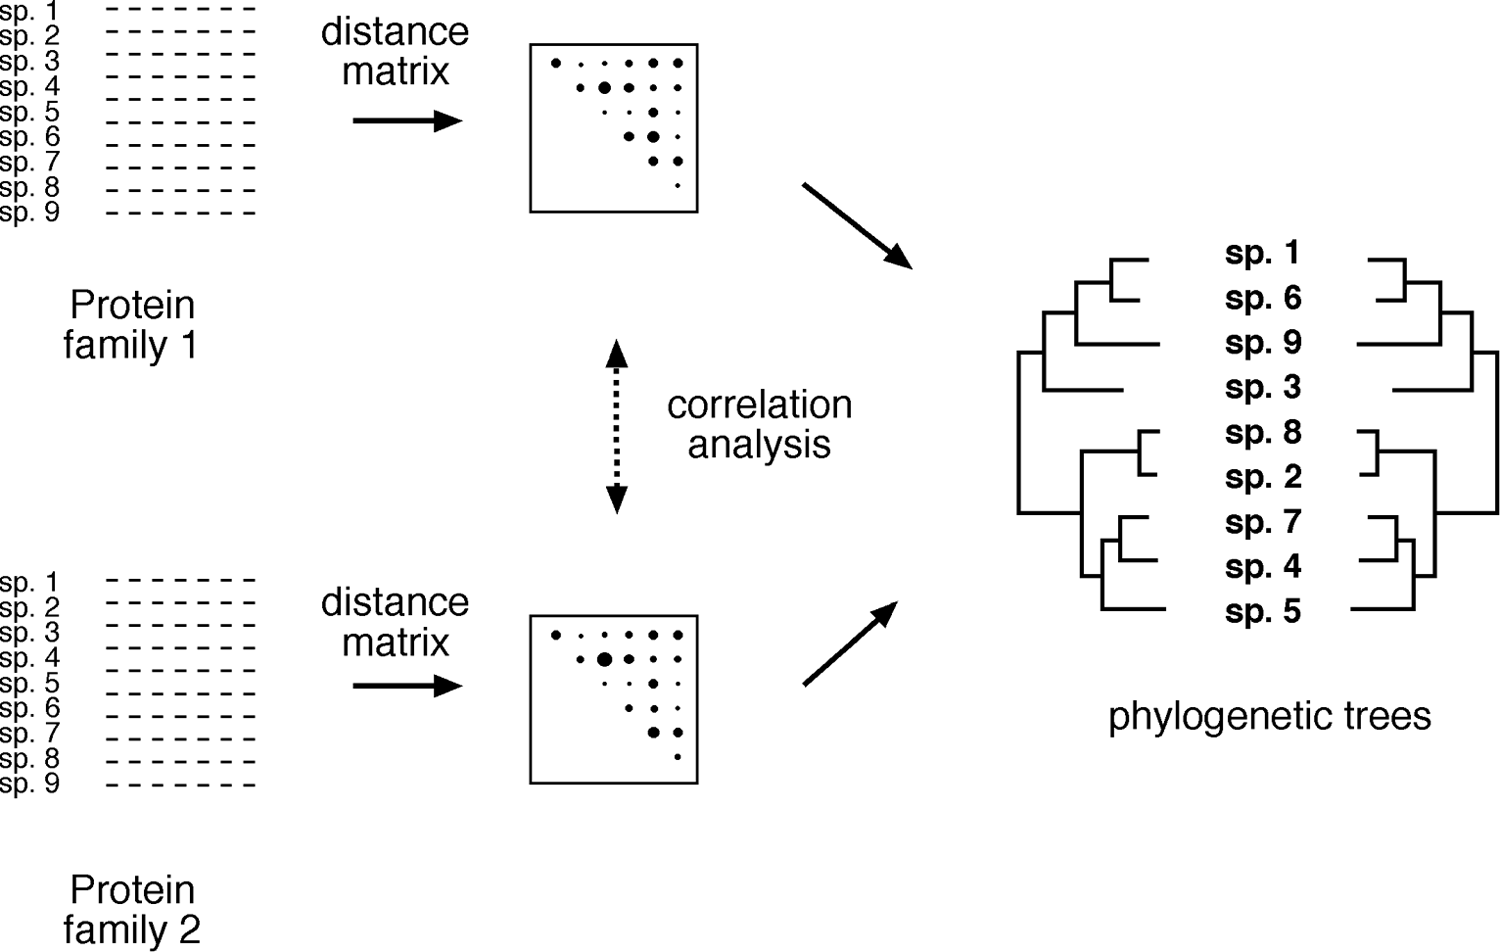 sp. 1
sp. 2
sp. 3
sp. 4
sp. 5
sp. 6
sp. 7
sp. 8
sp. 9
Protein
family 1
distance
matrix
correlation
analysis
sp. 1
sp. 2
sp. 3
sp. 4
sp. 5
sp. 6
sp. 7
sp. 8
sp. 9
Protein
family 2
distance
matrix
sp. 1
sp. 6
sp. 9
sp. 3
sp. 8
sp. 2
sp. 7
sp. 4
sp. 5
phylogenetic trees